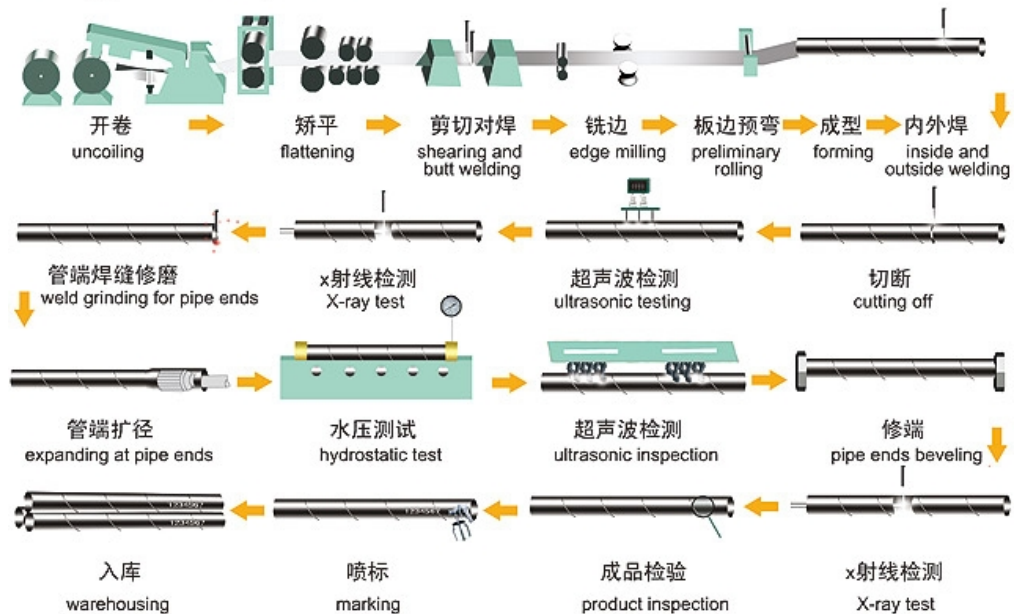 开卷
uncoiling
矫平
flattening
剪切对焊
shearing and
butt welding
铣边
edge milling
板边预弯
preliminary
rolling
成型
forming
内外焊
inside and
outside welding
管端焊缝修磨
weld grinding for pipe ends
x射线检测
X-ray test
超声波检测
ultrasonic testing
切断
cutting off
管端扩径
expanding at pipe ends
水压测试
hydrostatic test
超声波检测
ultrasonic inspection
修端
pipe ends beveling
1234567
1234567
1234567
入库
warehousing
喷标
marking
成品检验
product inspection
x射线检测
X-ray test